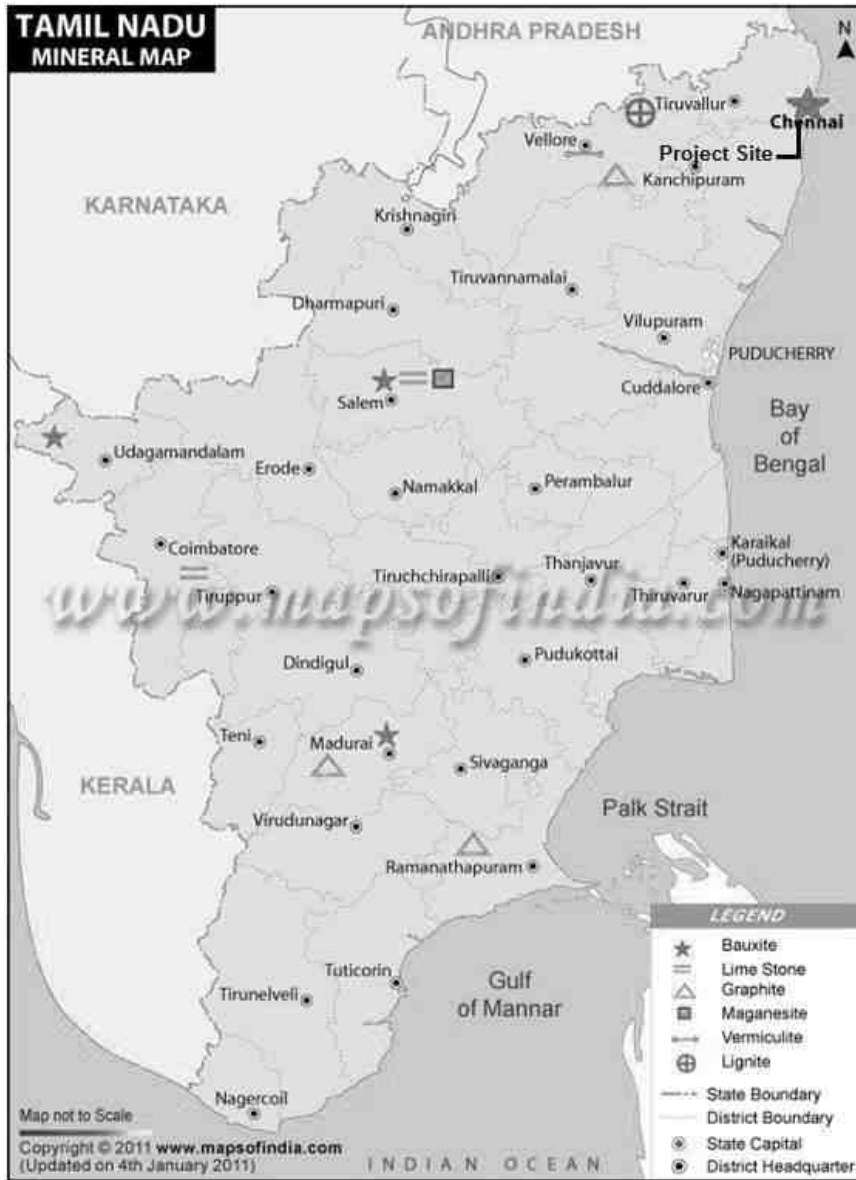 TAMIL NADU
MINERAL MAP
ANDHRA PRADESH
N
Tiruvallur
Chennai
Vellore
Project Site
Kanchipuram
KARNATAKA
Krishnagiri
Tiruvannamalai
Dharmapuri
Vilupuram
PUDUCHERRY
Cuddalore
Salem
Bay
of
Bengal
Udagamandalam
Erode
Namakkal
Perambalur
Coimbatore
Karaikal
(Puducherry)
Tiruchchirapalli
Thanjavur
Tiruppur
Thiruvarur
Nagapattinam
www.mapsofindia.com
Dindigul
Pudukottai
Teni
Madurai
Sivaganga
KERALA
Palk Strait
Virudunagar
Ramanathapuram
Tuticorin
Tirunelveli
Gulf
of Mannar
Nagercoil
LEGEND
Bauxite
Lime Stone
Graphite
Maganesite
Vermiculite
Lignite
State Boundary
District Boundary
State Capital
District Headquarter
Map not to Scale
Copyright © 2011 www.mapsofindia.com
(Updated on 4th January 2011)
INDIAN OCEAN